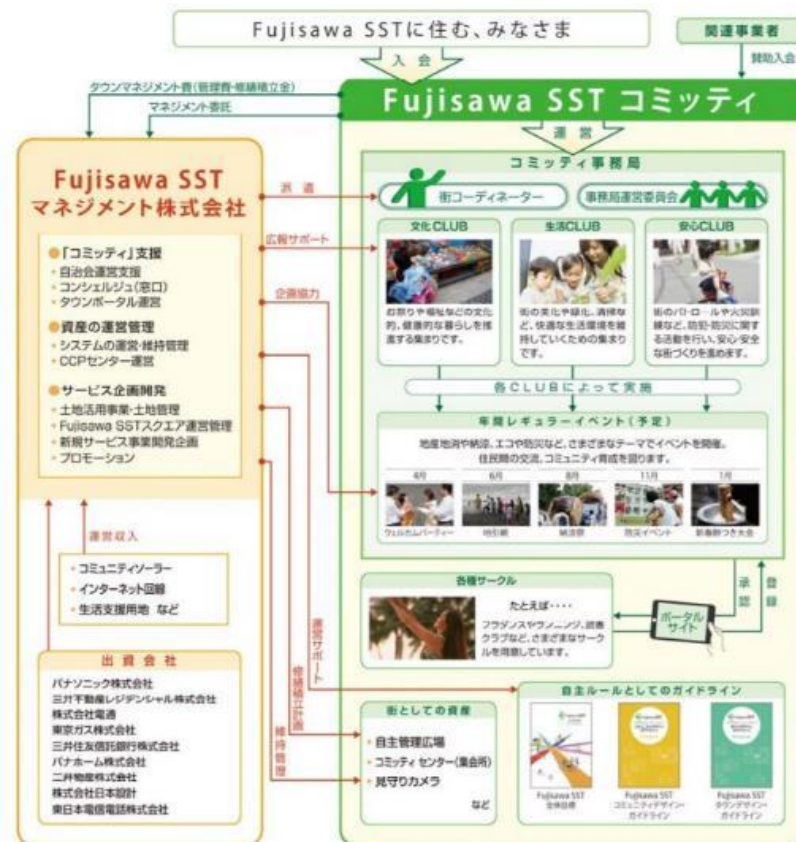 Fujisawa SSTに住む、みなさま
関連事業者
入会
賛助入会
タウンマネジメント費(管理費・修繕積立金)
マネジメント委託
Fujisawa SST コミッティ
運営
Fujisawa SST
マネジメント株式会社
●「コミッティ」支援
・自治会運営支援
・コンシェルジュ(窓口)
・タウンポータル運営
●資産の運営管理
・システムの運営・維持管理
・CCPセンター運営
●サービス企画開発
・土地活用事業・土地管理
・Fujisawa SSTスクエア運営管理
・新規サービス事業開発企画
・プロモーション
派遣
広報サポート
企画協力
コミッティ事務局
街コーディネーター
事務局運営委員会
文化CLUB
お祭りや福祉などの文化
的、健康的な暮らしを推
進する集まりです。
生活CLUB
街の美化や緑化、清掃な
ど、快適な生活環境を維
持していくための集まり
です。
安心CLUB
街のパトロールや火災訓
練など、防犯・防災に関す
る活動を行い、安心・安全
な街づくりを進めます。
各CLUBによって実施
年間レギュラーイベント(予定)
地産地消や納涼、エコや防災など、さまざまなテーマでイベントを開催。
住民間の交流、コミュニティ育成を図ります。
4月
6月
8月
11月
1月
ウェルカムパーティー
地引網
納涼祭
防災イベント
新春餅つき大会
運営収入
・コミュニティソーラー
・インターネット回線
・生活支援用地 など
出資会社
パナソニック株式会社
三井不動産レジデンシャル株式会社
株式会社電通
東京ガス株式会社
三井住友信託銀行株式会社
パナホーム株式会社
三井物産株式会社
株式会社日本設計
東日本電信電話株式会社
運営サポート
修繕積立計画
維持管理
各種サークル
たとえば・・・・
フラダンスやランニング、読書
クラブなど、さまざまなサーク
ルを用意しています。
承認
登録
ポータル
サイト
街としての資産
・自主管理広場
・コミッティ センター(集会所)
・見守りカメラ
など
自主ルールとしてのガイドライン
Fujisawa SST
全体目標
Fujisawa SST
コミュニティデザイン・
ガイドライン
Fujisawa SST
タウンデザイン・
ガイドライン